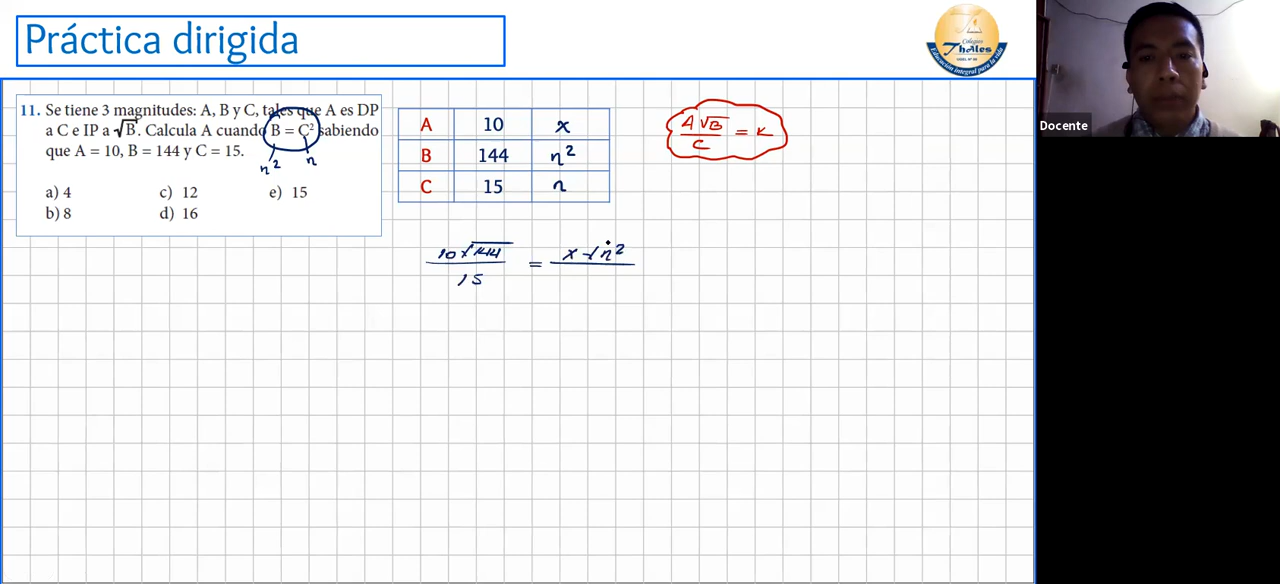 Práctica dirigida
Colegio
Thales
UGEL N° 05
Educación integral para la vida
Docente
11. Se tiene 3 magnitudes: A, B y C, tales que A es DP
a C e IP a √B. Calcula A cuando B = C² sabiendo
que A = 10, B = 144 y C = 15.
n² n
a) 4 c) 12 e) 15
b) 8 d) 16
A 10 x
B 144 n²
C 15 n
A√B / C = K
10√144 / 15 = x√n²